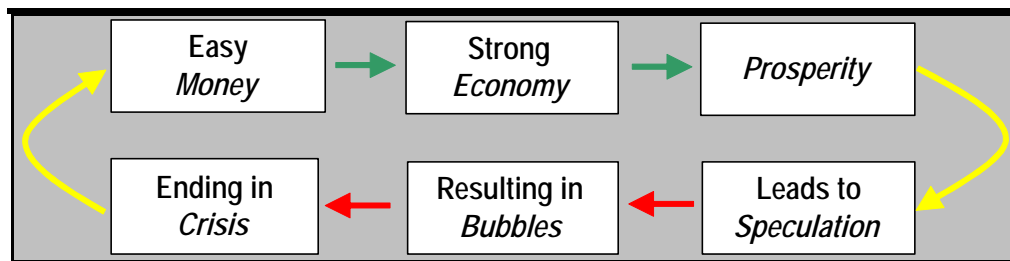 Easy
Money
Strong
Economy
Prosperity
Ending in
Crisis
Resulting in
Bubbles
Leads to
Speculation